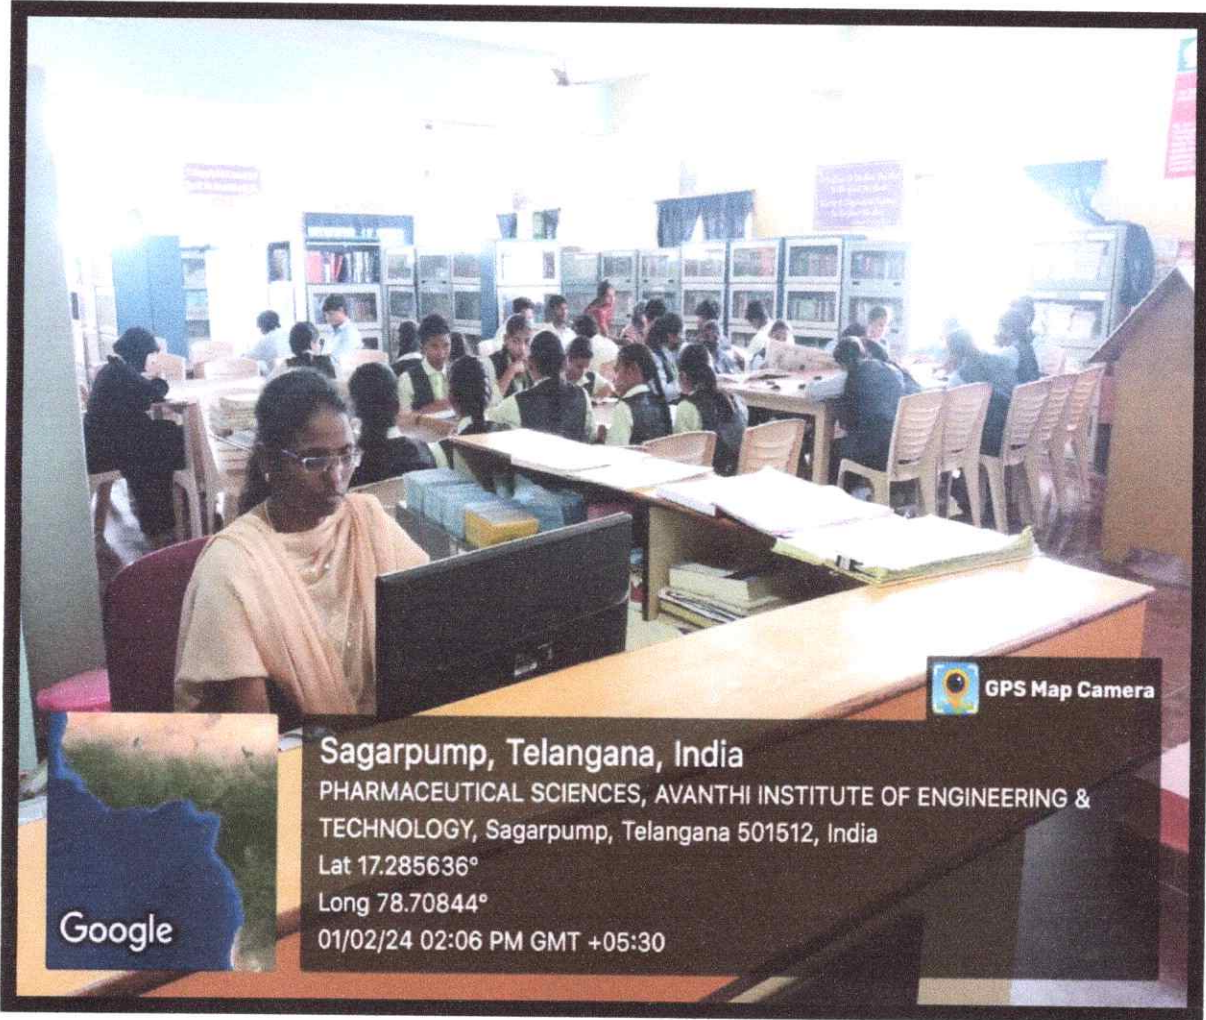 GPS Map Camera
Sagarpump, Telangana, India
PHARMACEUTICAL SCIENCES, AVANTHI INSTITUTE OF ENGINEERING &
TECHNOLOGY, Sagarpump, Telangana 501512, India
Lat 17.285636°
Long 78.70844°
01/02/24 02:06 PM GMT +05:30
Google